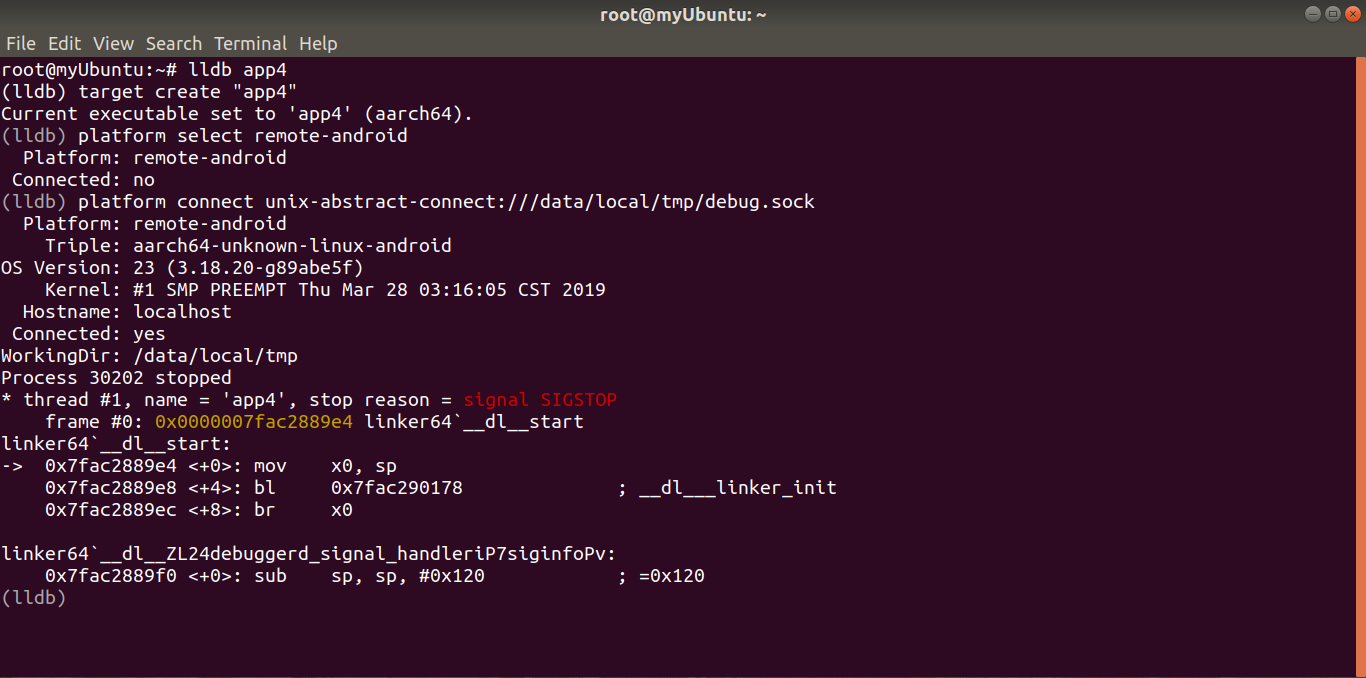 root@myUbuntu: ~
File Edit View Search Terminal Help
root@myUbuntu:~# lldb app4
(lldb) target create "app4"
Current executable set to 'app4' (aarch64).
(lldb) platform select remote-android
  Platform: remote-android
 Connected: no
(lldb) platform connect unix-abstract-connect:///data/local/tmp/debug.sock
  Platform: remote-android
    Triple: aarch64-unknown-linux-android
OS Version: 23 (3.18.20-g89abe5f)
    Kernel: #1 SMP PREEMPT Thu Mar 28 03:16:05 CST 2019
  Hostname: localhost
 Connected: yes
WorkingDir: /data/local/tmp
Process 30202 stopped
* thread #1, name = 'app4', stop reason = signal SIGSTOP
    frame #0: 0x0000007fac2889e4 linker64`__dl__start
linker64`__dl__start:
->  0x7fac2889e4 <+0>: mov    x0, sp
    0x7fac2889e8 <+4>: bl     0x7fac290178              ; __dl___linker_init
    0x7fac2889ec <+8>: br     x0

linker64`__dl__ZL24debuggerd_signal_handleriP7siginfoPv:
    0x7fac2889f0 <+0>: sub    sp, sp, #0x120            ; =0x120
(lldb)